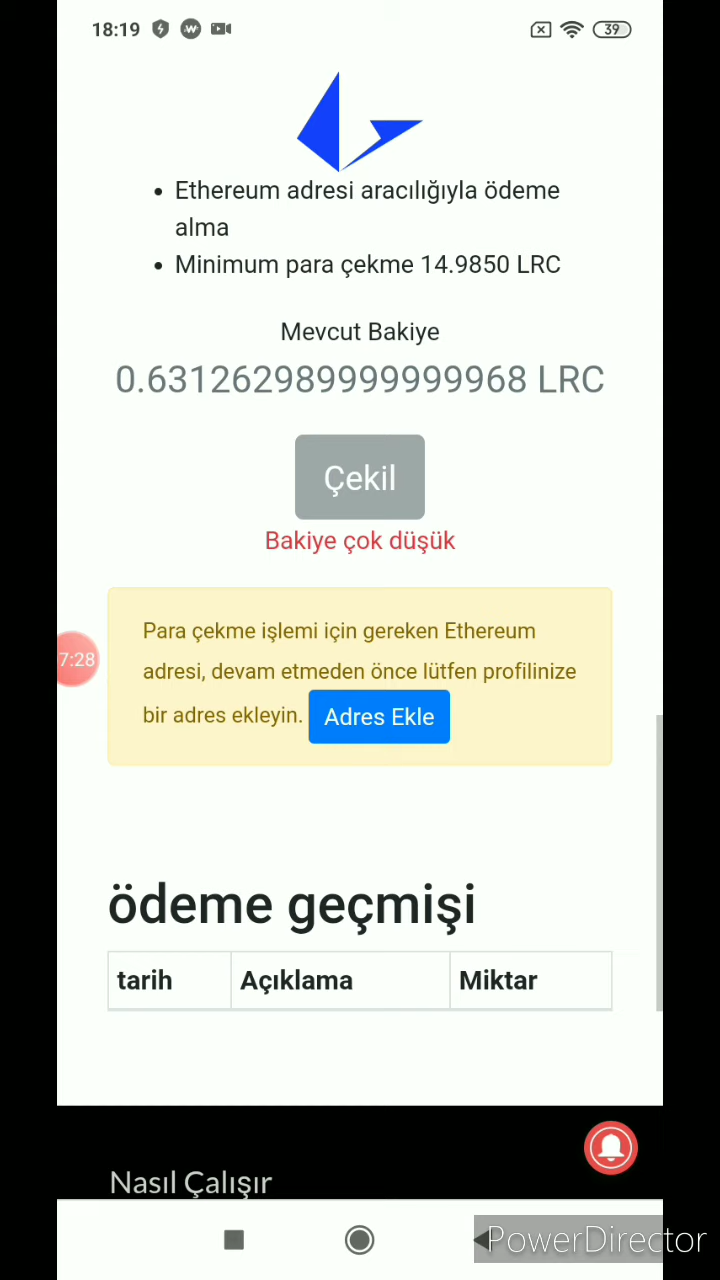 18:19
39
Ethereum adresi aracılığıyla ödeme
alma
Minimum para çekme 14.9850 LRC
Mevcut Bakiye
0.631262989999999968 LRC
Çekil
Bakiye çok düşük
Para çekme işlemi için gereken Ethereum
adresi, devam etmeden önce lütfen profilinize
bir adres ekleyin. Adres Ekle
7:28
ödeme geçmişi
tarih Açıklama Miktar
Nasıl Çalışır
PowerDirector